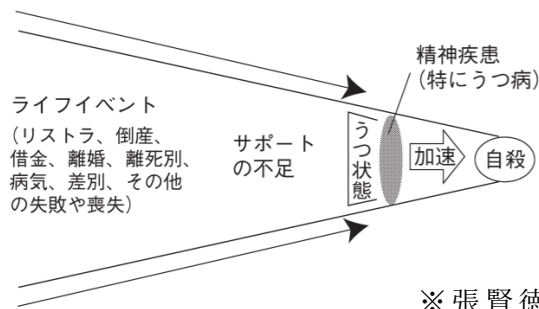 ライフイベント
（リストラ、倒産、
借金、離婚、離死別、
病気、差別、その他
の失敗や喪失）
サポート
の不足
うつ状態
精神疾患
（特にうつ病）
加速
自殺
※張賢徳